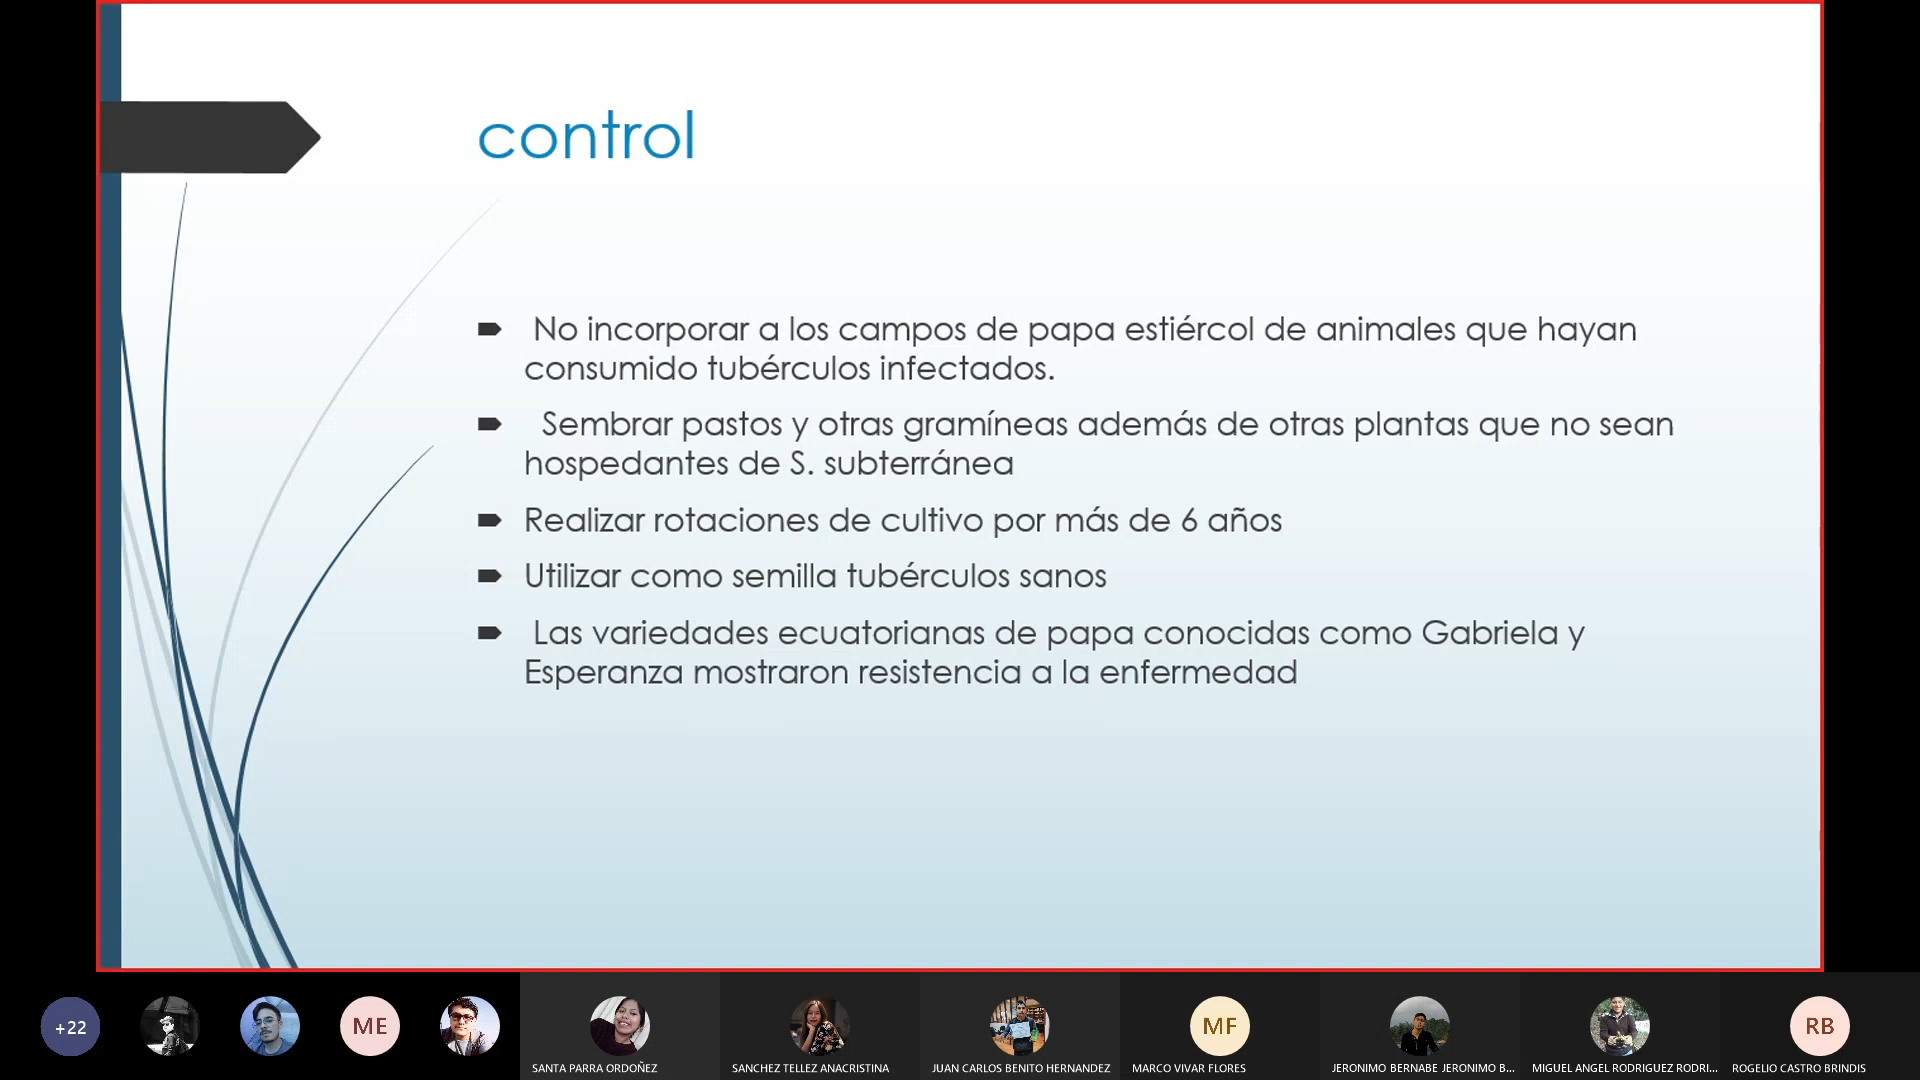 control
No incorporar a los campos de papa estiércol de animales que hayan
consumido tubérculos infectados.
Sembrar pastos y otras gramíneas además de otras plantas que no sean
hospedantes de S. subterránea
Realizar rotaciones de cultivo por más de 6 años
Utilizar como semilla tubérculos sanos
Las variedades ecuatorianas de papa conocidas como Gabriela y
Esperanza mostraron resistencia a la enfermedad
+22
ME
MF
RB
SANTA PARRA ORDOÑEZ
SANCHEZ TELLEZ ANACRISTINA
JUAN CARLOS BENITO HERNANDEZ
MARCO VIVAR FLORES
JERONIMO BERNABE JERONIMO B...
MIGUEL ANGEL RODRIGUEZ RODRI...
ROGELIO CASTRO BRINDIS